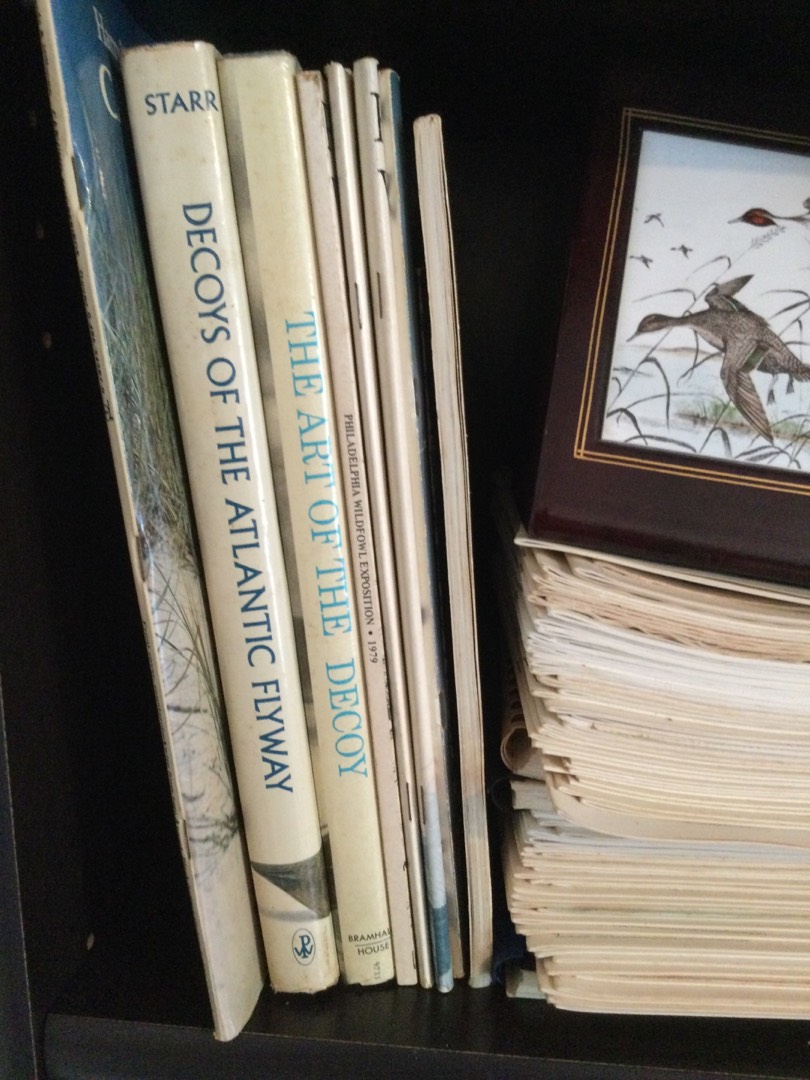 STARR
DECOYS OF THE ATLANTIC FLYWAY
THE ART OF THE DECOY
BRAMHALL
HOUSE
PHILADELPHIA WILDFOWL EXPOSITION • 1979